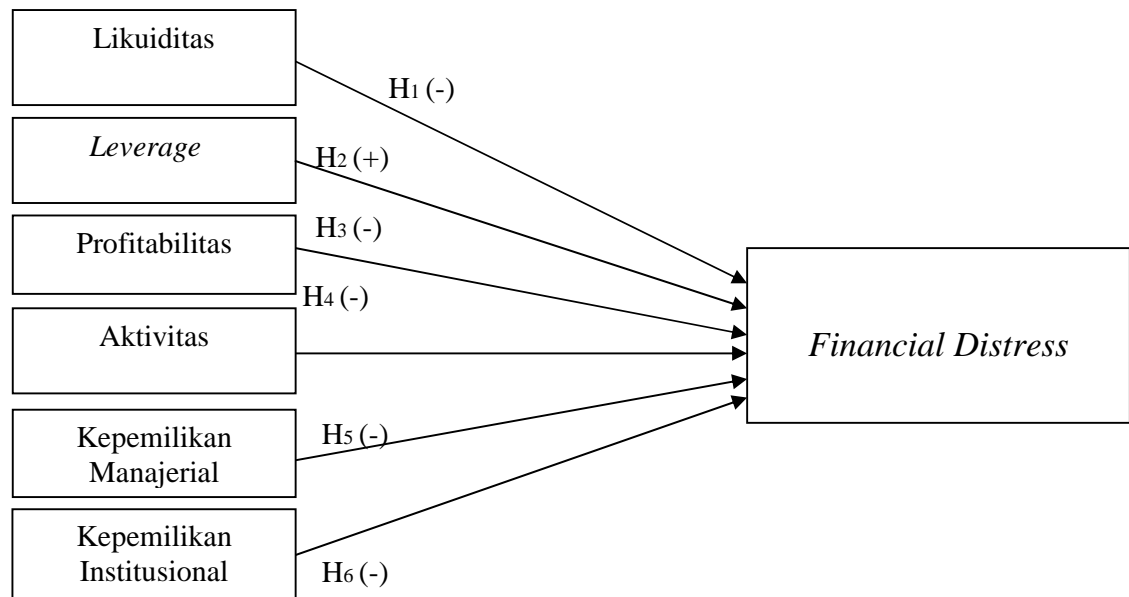 Likuiditas
H1 (-)
Leverage
H2 (+)
Profitabilitas
H3 (-)
H4 (-)
Aktivitas
Financial Distress
Kepemilikan
Manajerial
H5 (-)
Kepemilikan
Institusional
H6 (-)